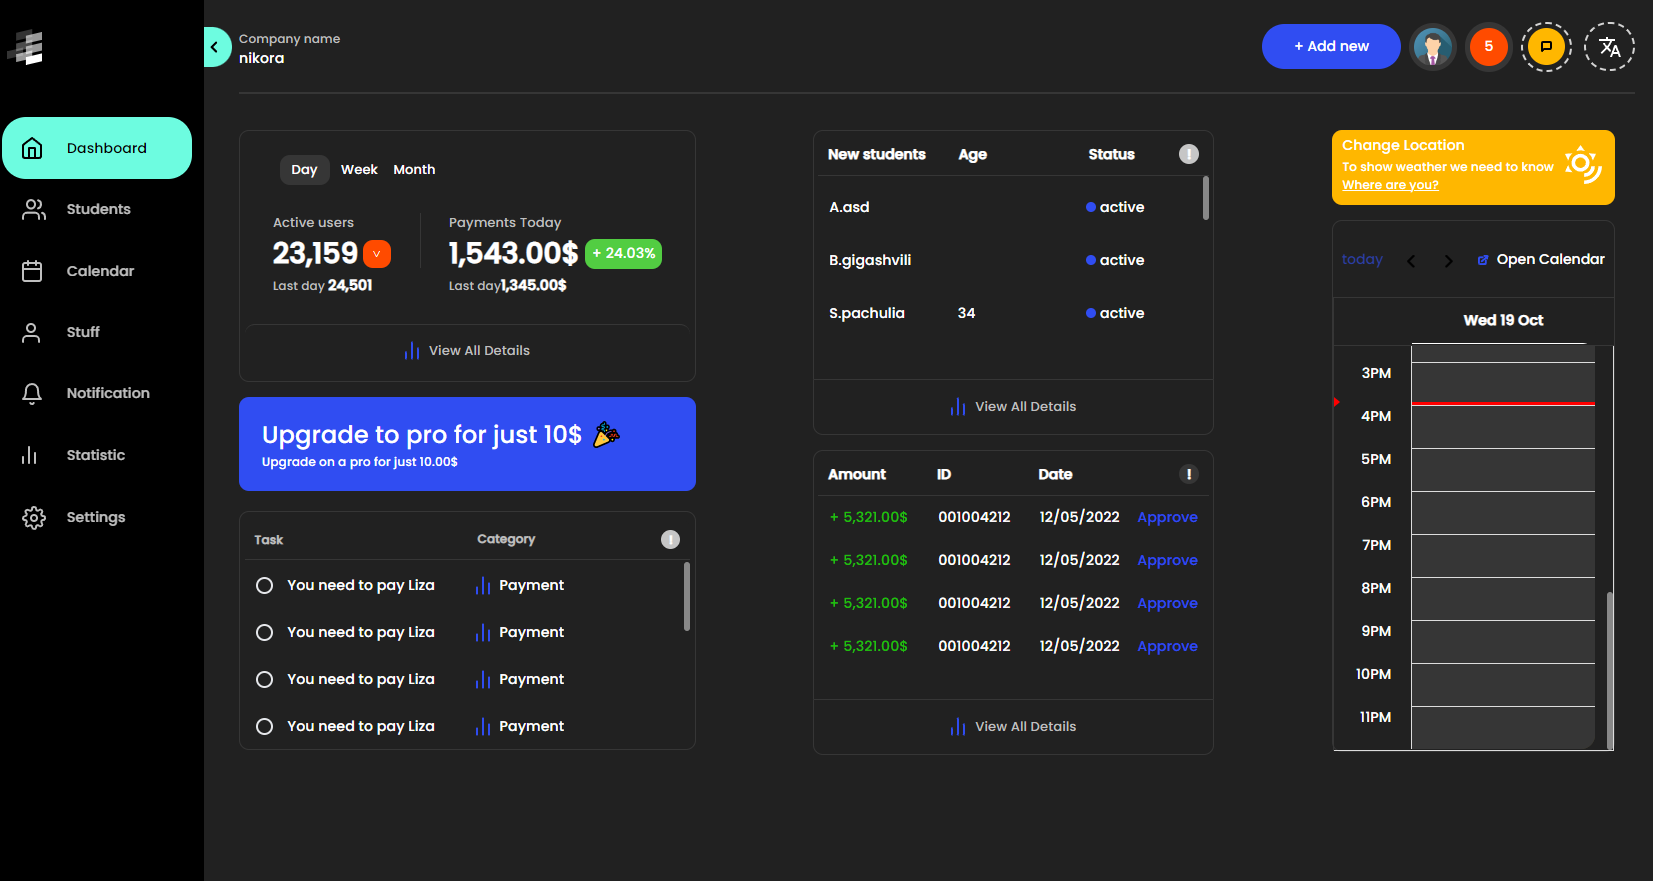 Company name
nikora
+ Add new
5
Dashboard
Students
Calendar
Stuff
Notification
Statistic
Settings
Day Week Month
Active users
23,159
Last day 24,501
Payments Today
1,543.00$ + 24.03%
Last day1,345.00$
View All Details
Upgrade to pro for just 10$
Upgrade on a pro for just 10.00$
Task Category !
You need to pay Liza Payment
You need to pay Liza Payment
You need to pay Liza Payment
You need to pay Liza Payment
New students Age Status !
A.asd active
B.gigashvili active
S.pachulia 34 active
View All Details
Amount ID Date !
+ 5,321.00$ 001004212 12/05/2022 Approve
+ 5,321.00$ 001004212 12/05/2022 Approve
+ 5,321.00$ 001004212 12/05/2022 Approve
+ 5,321.00$ 001004212 12/05/2022 Approve
View All Details
Change Location
To show weather we need to know
Where are you?
today Open Calendar
Wed 19 Oct
3PM
4PM
5PM
6PM
7PM
8PM
9PM
10PM
11PM